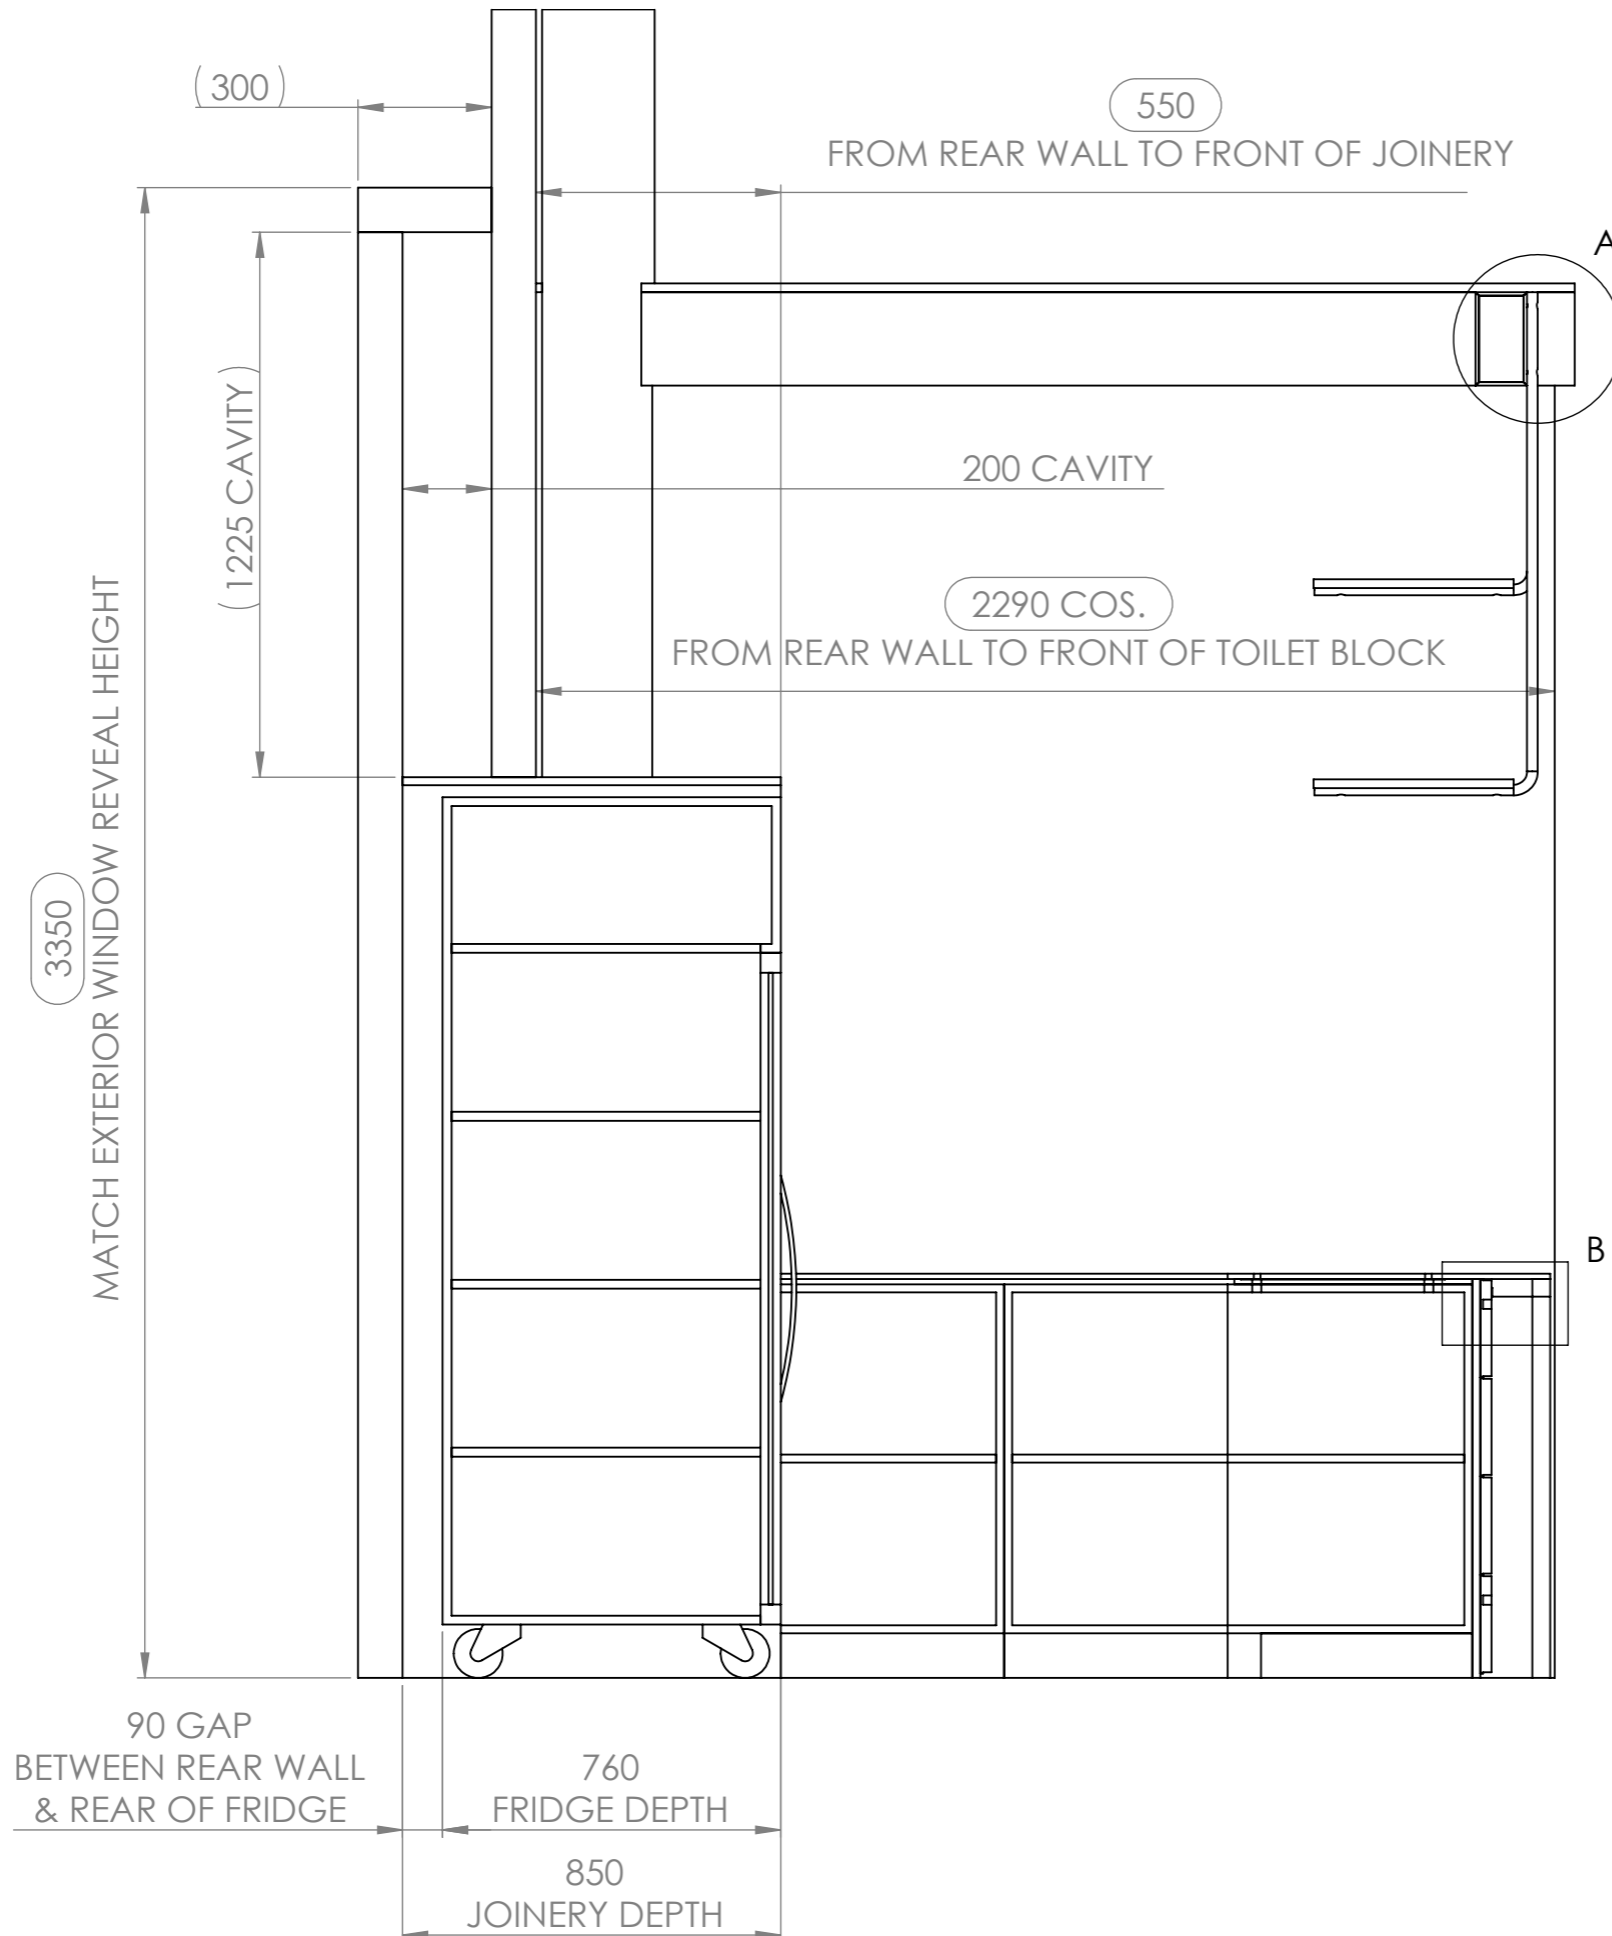 (300)
550
FROM REAR WALL TO FRONT OF JOINERY
A
200 CAVITY
(1225 CAVITY)
2290 COS.
FROM REAR WALL TO FRONT OF TOILET BLOCK
3350
MATCH EXTERIOR WINDOW REVEAL HEIGHT
B
90 GAP
BETWEEN REAR WALL
& REAR OF FRIDGE
760
FRIDGE DEPTH
850
JOINERY DEPTH